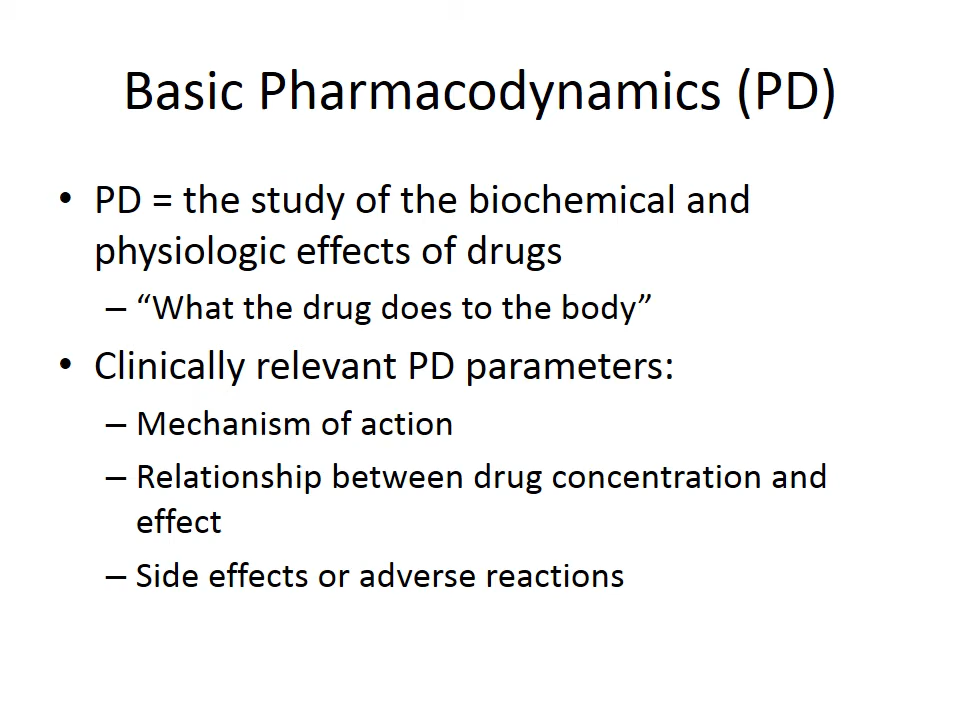 Basic Pharmacodynamics (PD)
• PD = the study of the biochemical and
physiologic effects of drugs
– “What the drug does to the body”
• Clinically relevant PD parameters:
– Mechanism of action
– Relationship between drug concentration and
effect
– Side effects or adverse reactions